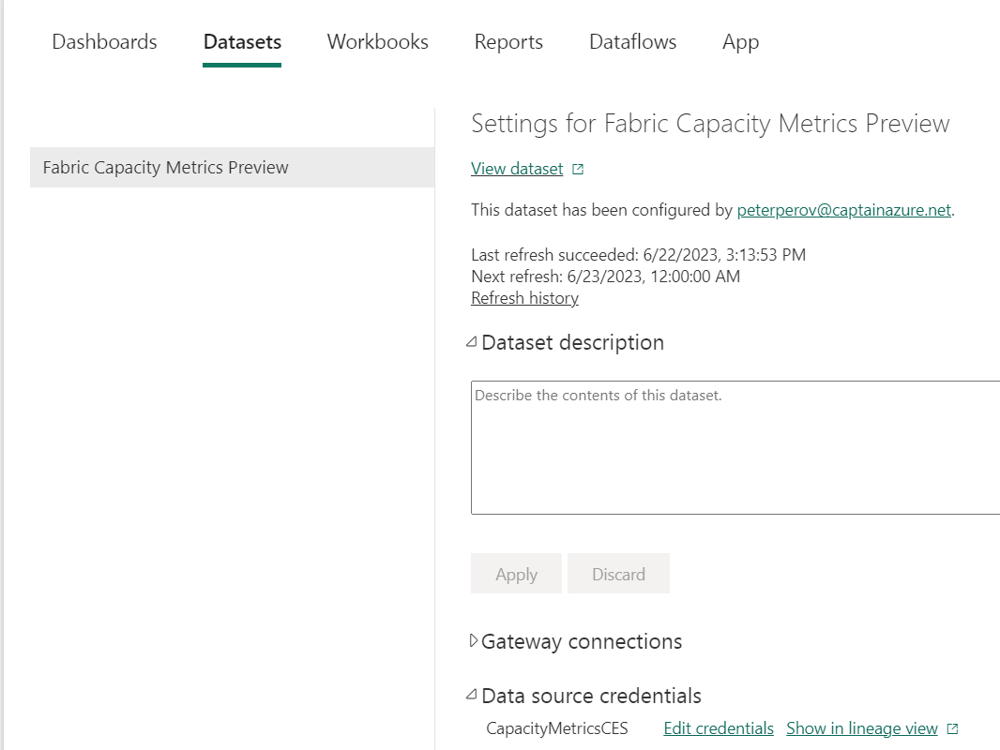 Dashboards Datasets Workbooks Reports Dataflows App
Fabric Capacity Metrics Preview
Settings for Fabric Capacity Metrics Preview
View dataset
This dataset has been configured by peterperov@captainazure.net.
Last refresh succeeded: 6/22/2023, 3:13:53 PM
Next refresh: 6/23/2023, 12:00:00 AM
Refresh history
Dataset description
Describe the contents of this dataset.
Apply Discard
Gateway connections
Data source credentials
CapacityMetricsCES Edit credentials Show in lineage view